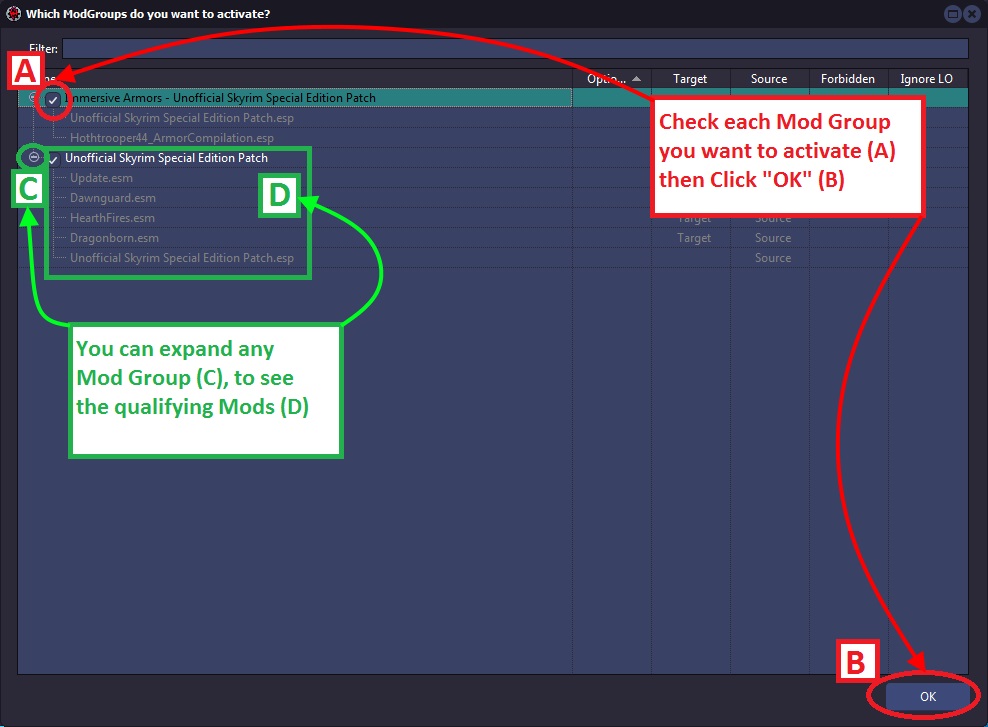 Which ModGroups do you want to activate?
Filter:
A
me Optio... Target Source Forbidden Ignore LO
Immersive Armors - Unofficial Skyrim Special Edition Patch
Unofficial Skyrim Special Edition Patch.esp
Hothtrooper44_ArmorCompilation.esp
Unofficial Skyrim Special Edition Patch
Update.esm
Dawnguard.esm
HearthFires.esm Target Source
Dragonborn.esm Target Source
Unofficial Skyrim Special Edition Patch.esp Source
C
D
Check each Mod Group
you want to activate (A)
then Click "OK" (B)
You can expand any
Mod Group (C), to see
the qualifying Mods (D)
B
OK